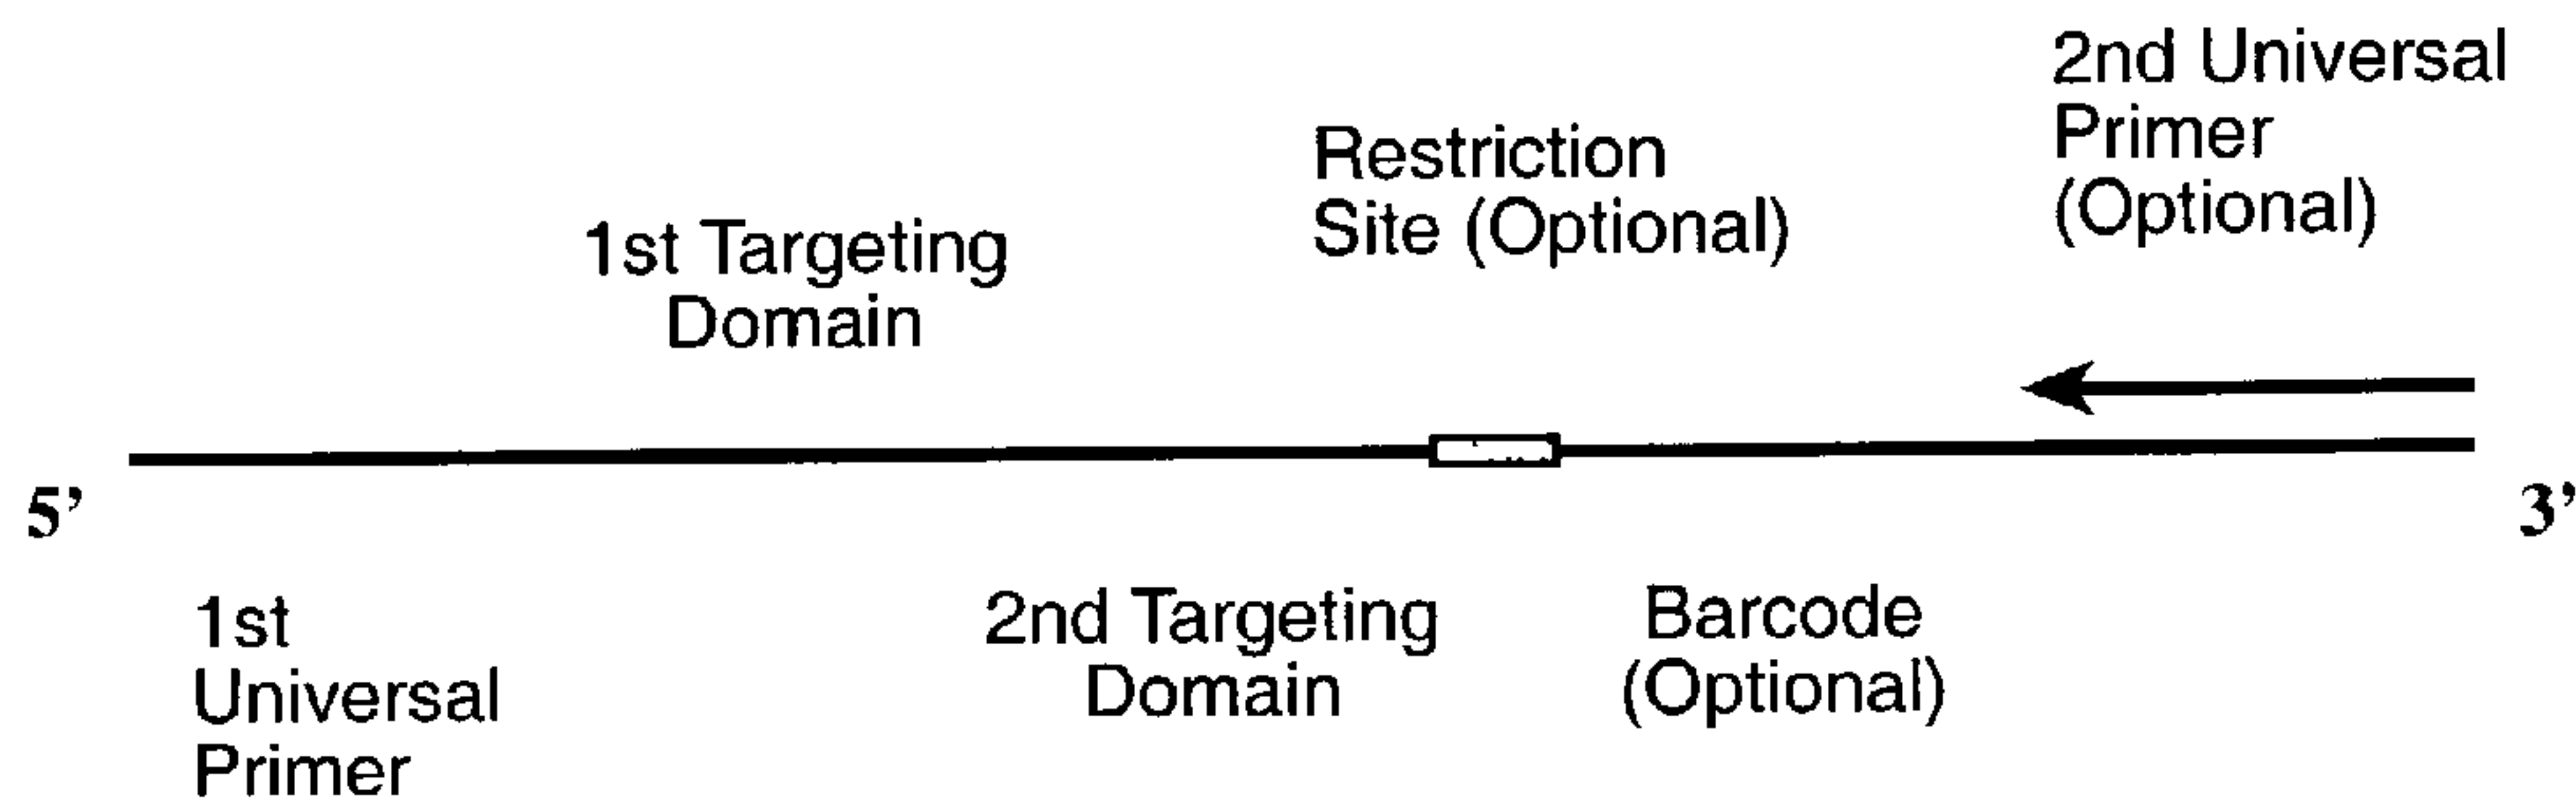 2nd Universal
Primer
(Optional)
Restriction
Site (Optional)
1st Targeting
Domain
5’
3’
1st
Universal
Primer
2nd Targeting
Domain
Barcode
(Optional)